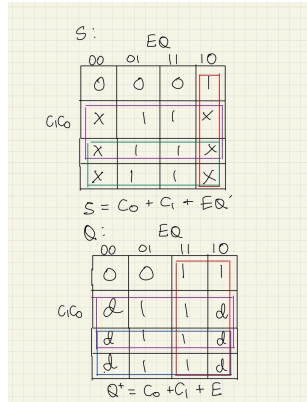 S:
EQ
00 01 11 10
0 0 0 1
C₁C₀ X 1 1 X
X 1 1 X
X 1 1 X
S = C₀ + C₁ + EQ'
Q: EQ
00 01 11 10
0 0 1 1
C₁C₀ d 1 1 d
d 1 1 d
d 1 1 d
Q⁺ = C₀ + C₁ + E